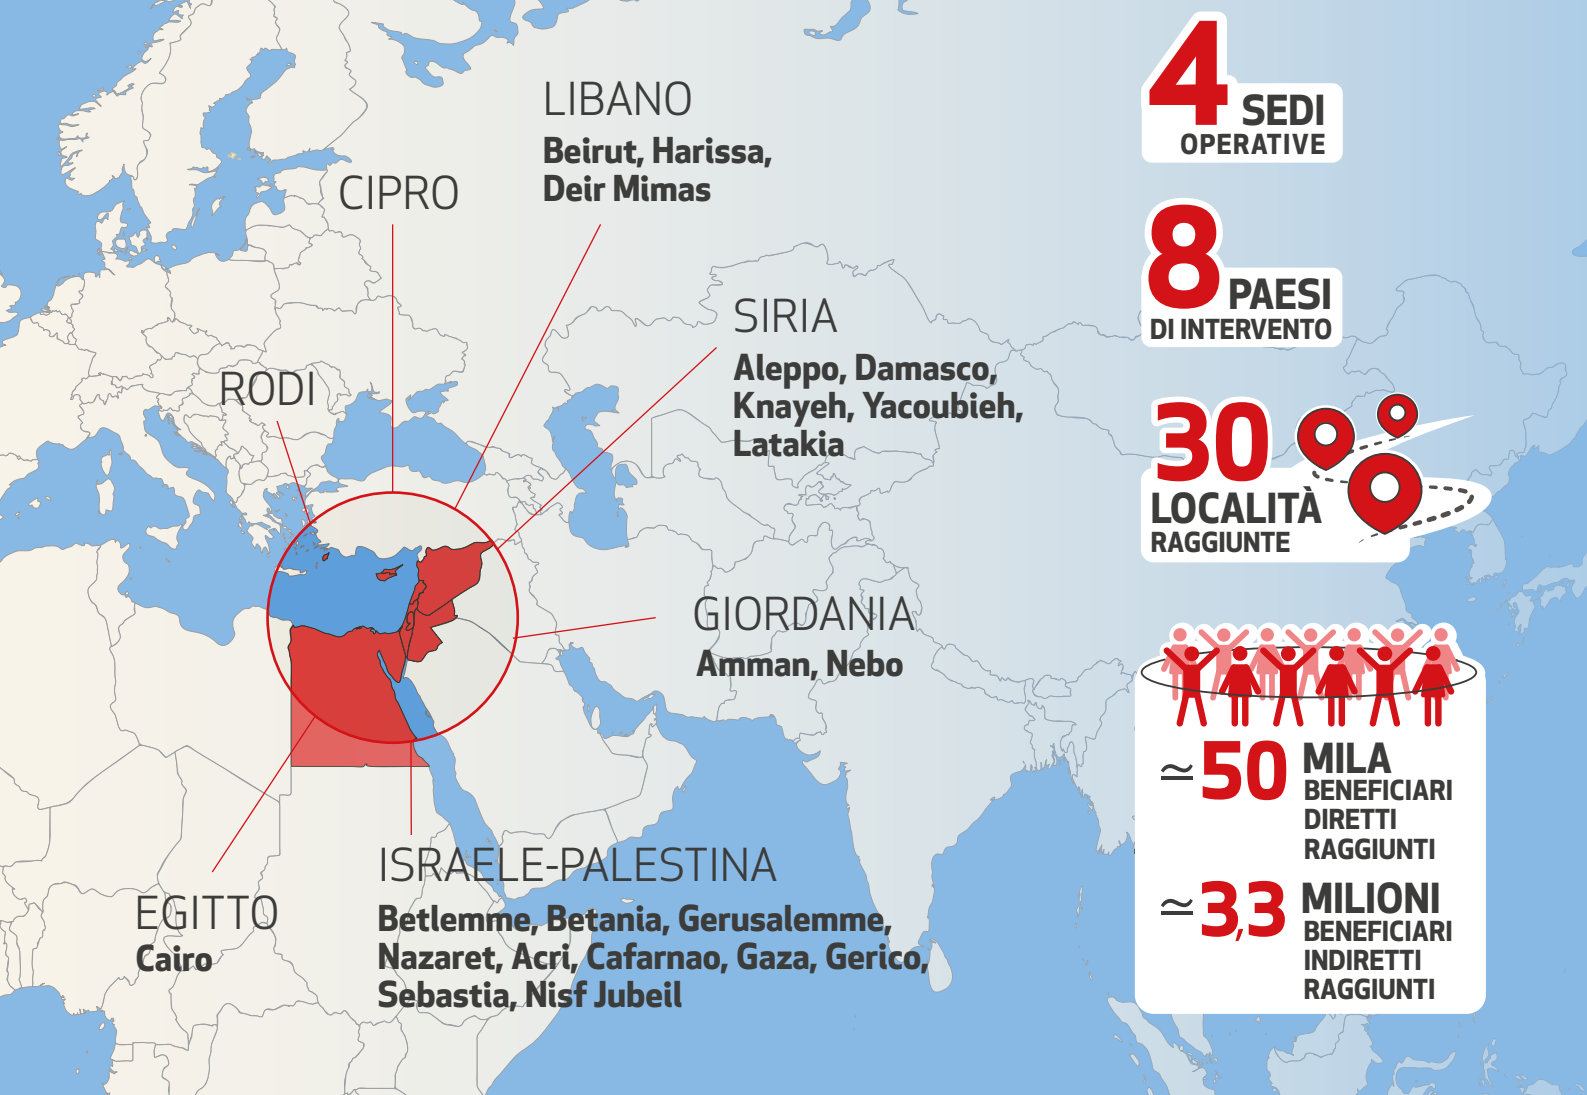 LIBANO
Beirut, Harissa,
Deir Mimas
CIPRO
SIRIA
Aleppo, Damasco,
Knayeh, Yacoubieh,
Latakia
RODI
GIORDANIA
Amman, Nebo
ISRAELE-PALESTINA
Betlemme, Betania, Gerusalemme,
Nazaret, Acri, Cafarnao, Gaza, Gerico,
Sebastia, Nisf Jubeil
EGITTO
Cairo
4 SEDI
OPERATIVE
8 PAESI
DI INTERVENTO
30
LOCALITÀ
RAGGIUNTE
≃50 MILA
BENEFICIARI
DIRETTI
RAGGIUNTI
≃3,3 MILIONI
BENEFICIARI
INDIRETTI
RAGGIUNTI